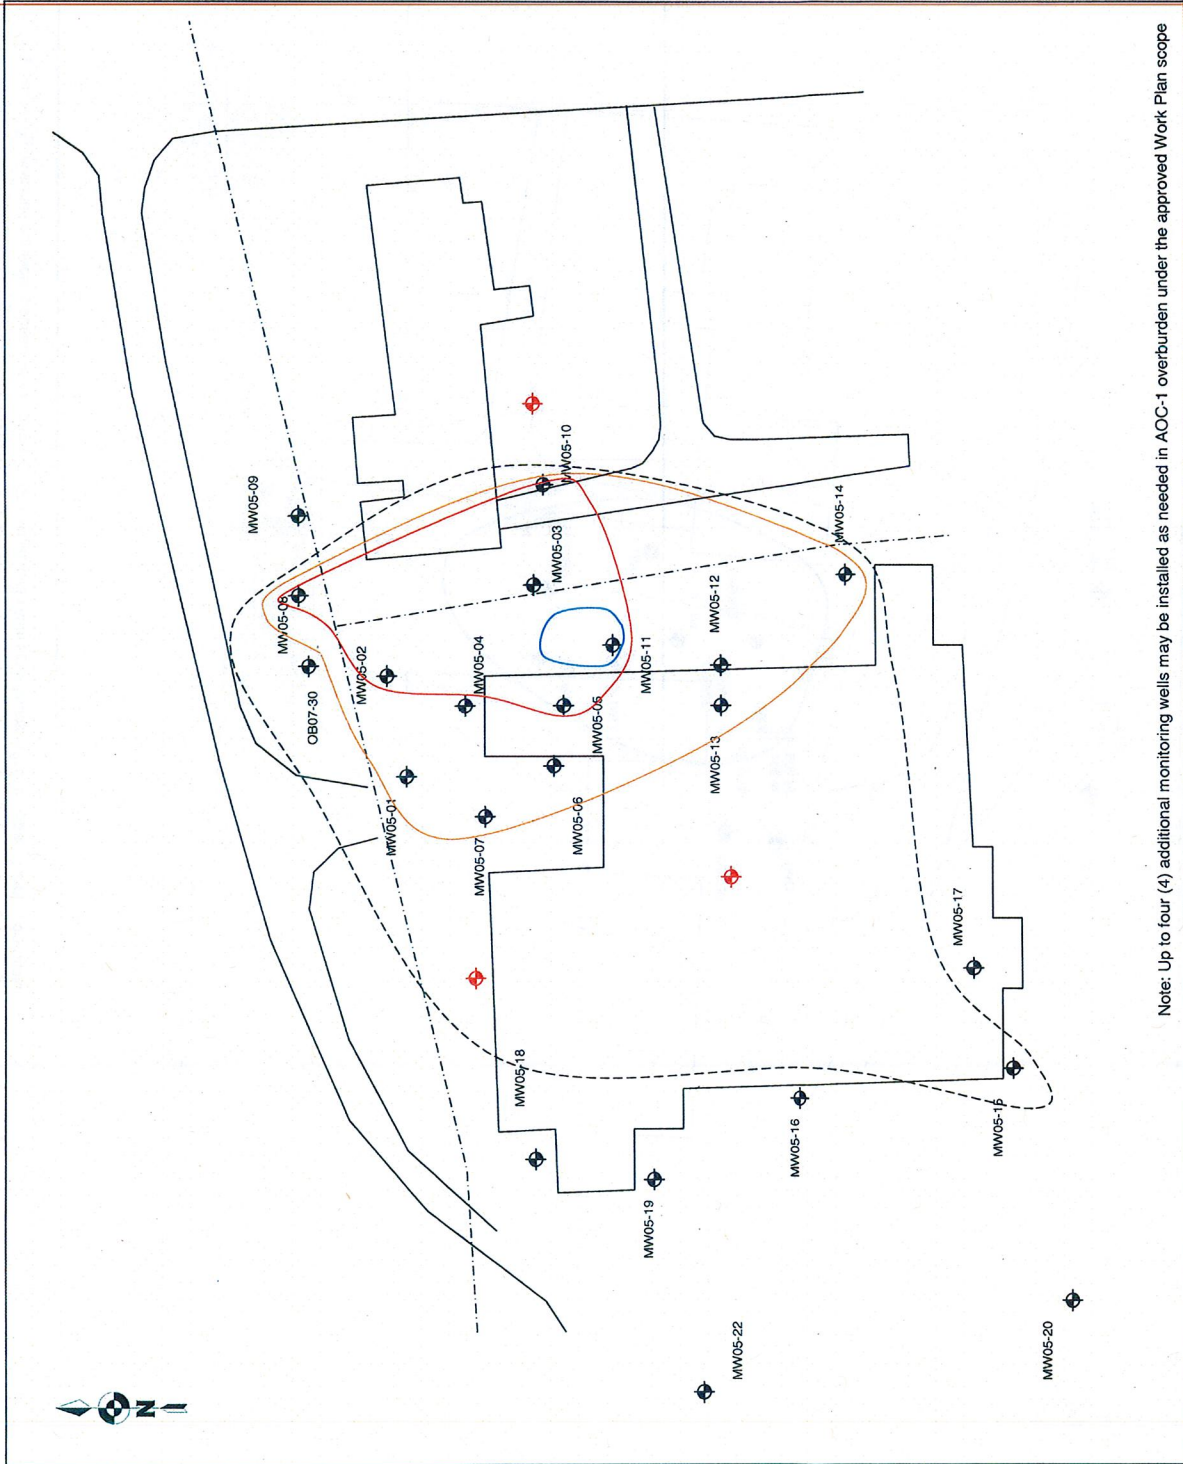 MW05-09
MW05-08
OB07-30
MW05-02
MW05-01
MW05-10
MW05-03
MW05-04
MW05-05
MW05-06
MW05-07
MW05-11
MW05-12
MW05-13
MW05-14
MW05-18
MW05-19
MW05-16
MW05-17
MW05-15
MW05-22
MW05-20
N
Note: Up to four (4) additional monitoring wells may be installed as needed in AOC-1 overburden under the approved Work Plan scope